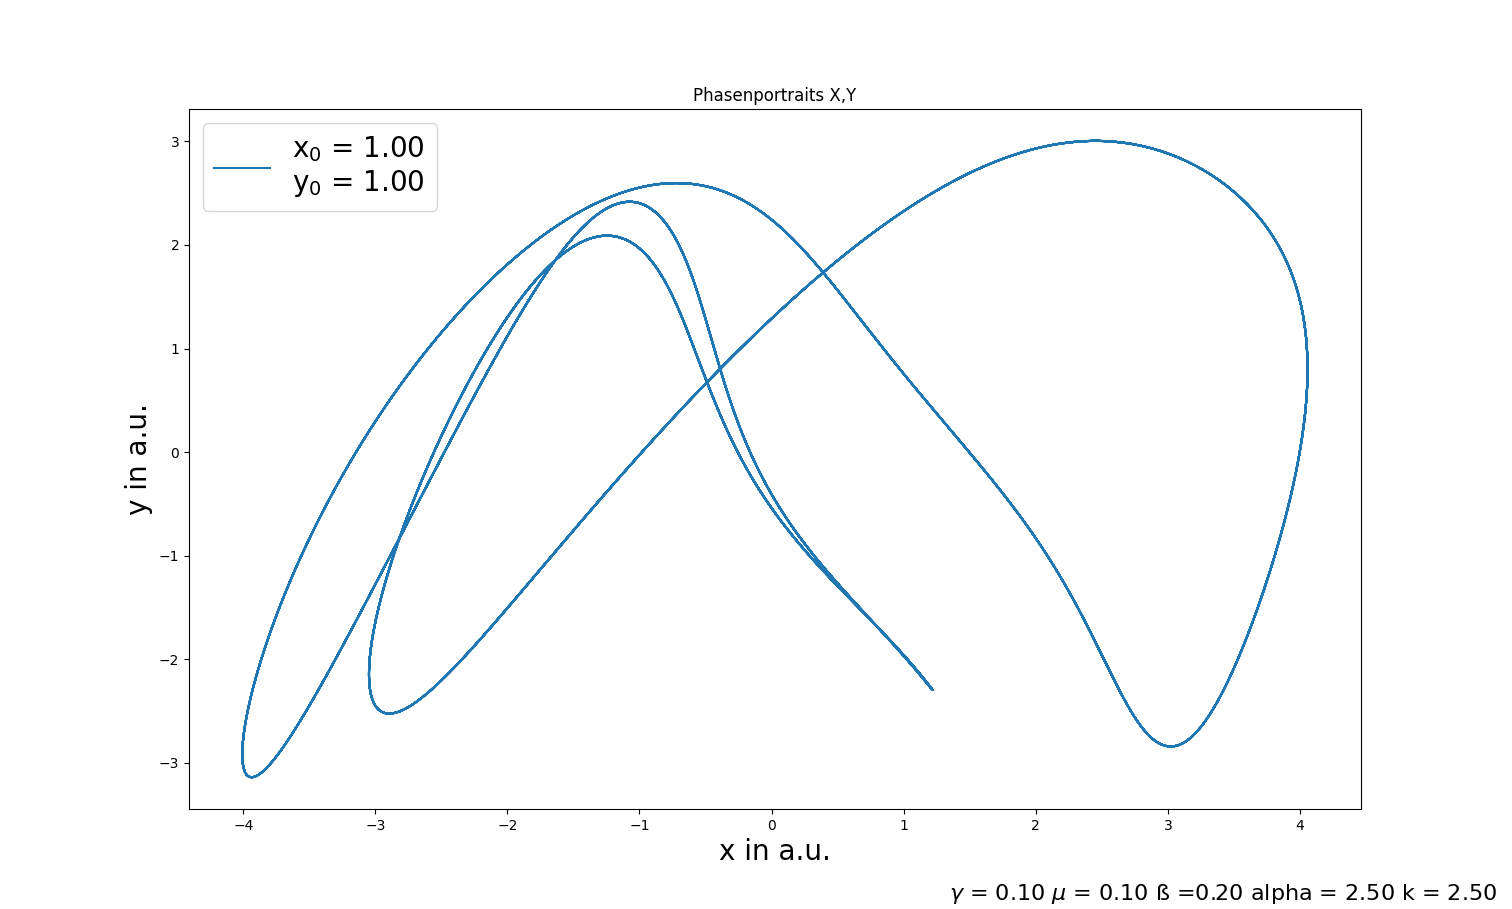 Phasenportraits X,Y
x₀ = 1.00
y₀ = 1.00
3
2
1
0
−1
−2
−3
y in a.u.
−4 −3 −2 −1 0 1 2 3 4
x in a.u.
γ = 0.10 μ = 0.10 ß =0.20 alpha = 2.50 k = 2.50